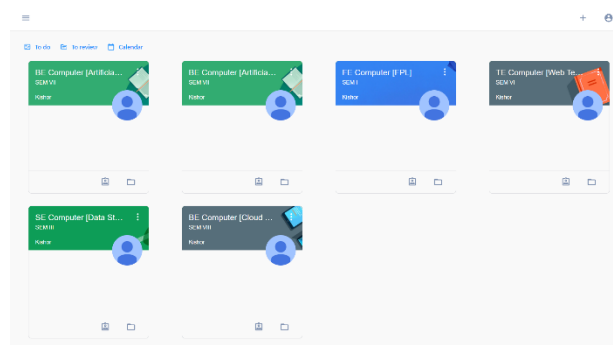 To do To review Calendar
BE Computer [Artificia...
SEM VII
Kishor
BE Computer [Artificia...
SEM VII
Kishor
FE Computer [FPL]
SEM I
Kishor
TE Computer [Web Te...
SEM VI
Kishor
SE Computer [Data St...
SEM III
Kishor
BE Computer [Cloud ...
SEM VIII
Kishor